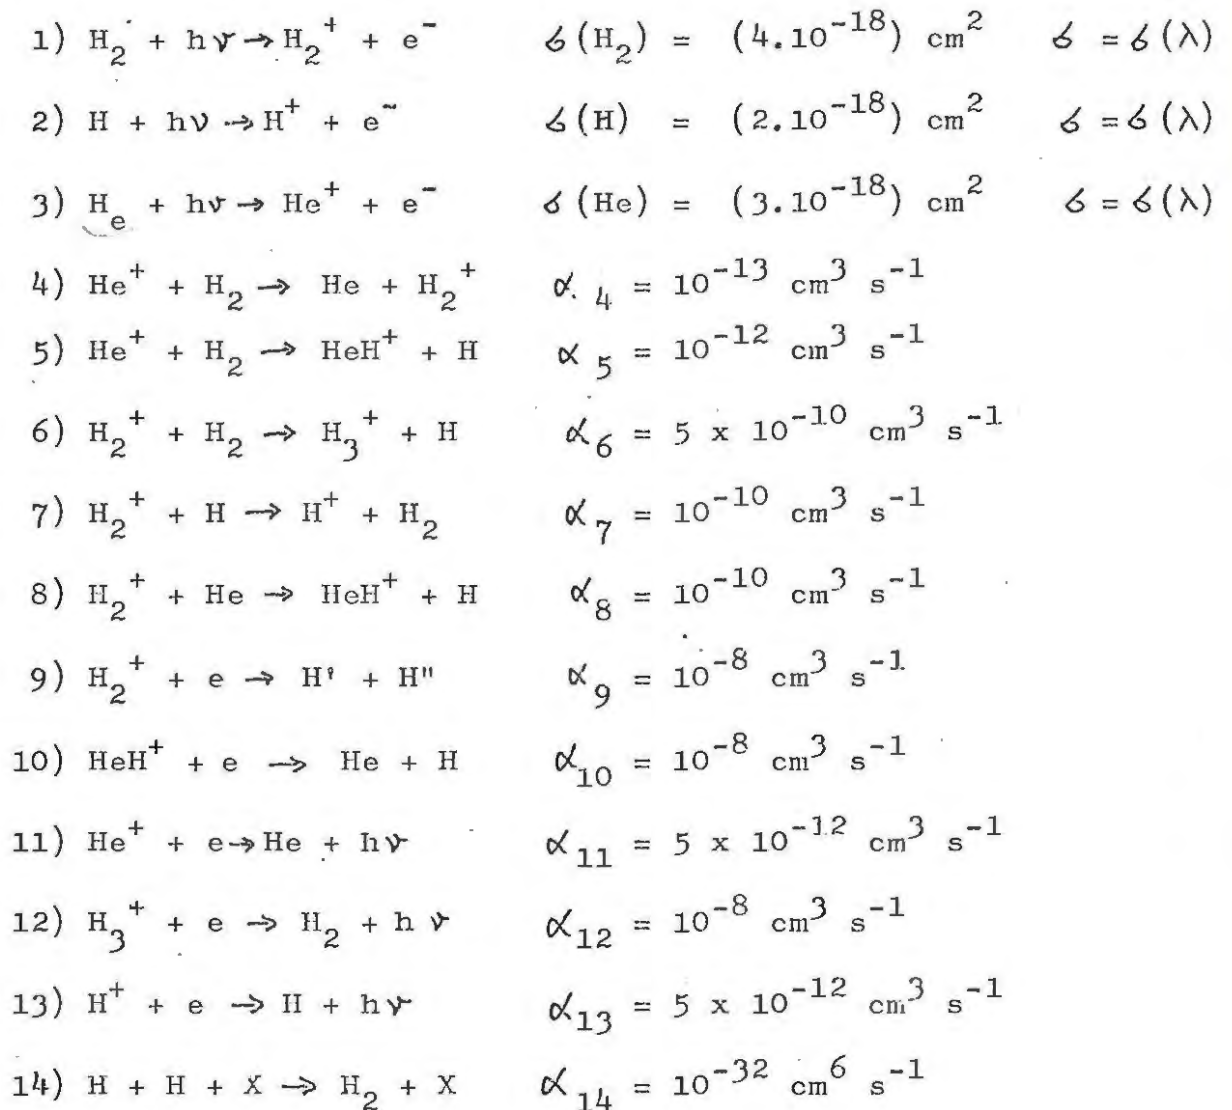 1) H₂ + hν → H₂⁺ + e⁻ σ(H₂) = (4.10⁻¹⁸) cm² σ = σ(λ)
2) H + hν → H⁺ + e⁻ σ(H) = (2.10⁻¹⁸) cm² σ = σ(λ)
3) Hₑ + hν → He⁺ + e⁻ σ(He) = (3.10⁻¹⁸) cm² σ = σ(λ)
4) He⁺ + H₂ → He + H₂⁺ α₄ = 10⁻¹³ cm³ s⁻¹
5) He⁺ + H₂ → HeH⁺ + H α₅ = 10⁻¹² cm³ s⁻¹
6) H₂⁺ + H₂ → H₃⁺ + H α₆ = 5 x 10⁻¹⁰ cm³ s⁻¹
7) H₂⁺ + H → H⁺ + H₂ α₇ = 10⁻¹⁰ cm³ s⁻¹
8) H₂⁺ + He → HeH⁺ + H α₈ = 10⁻¹⁰ cm³ s⁻¹
9) H₂⁺ + e → H' + H" α₉ = 10⁻⁸ cm³ s⁻¹
10) HeH⁺ + e → He + H α₁₀ = 10⁻⁸ cm³ s⁻¹
11) He⁺ + e → He + hν α₁₁ = 5 x 10⁻¹² cm³ s⁻¹
12) H₃⁺ + e → H₂ + h ν α₁₂ = 10⁻⁸ cm³ s⁻¹
13) H⁺ + e → H + hν α₁₃ = 5 x 10⁻¹² cm³ s⁻¹
14) H + H + X → H₂ + X α₁₄ = 10⁻³² cm⁶ s⁻¹